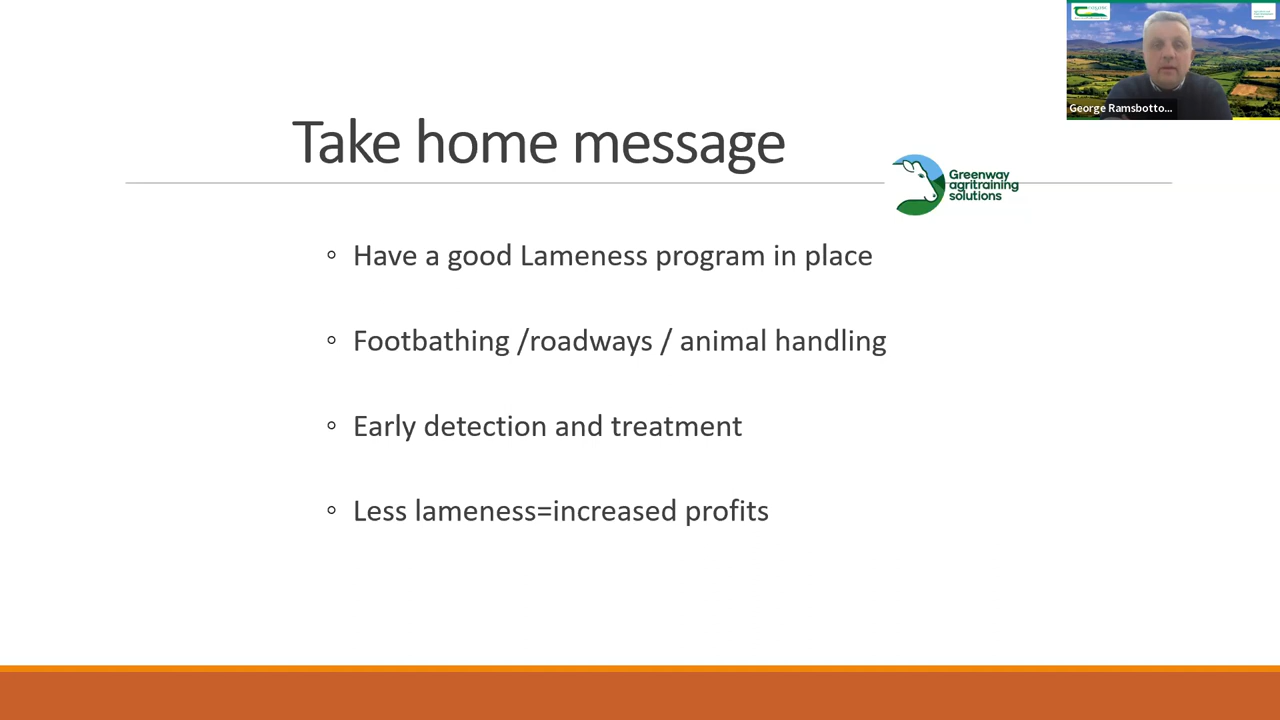 George Ramsbotto...
Take home message
Greenway
agritraining
solutions
◦ Have a good Lameness program in place
◦ Footbathing /roadways / animal handling
◦ Early detection and treatment
◦ Less lameness=increased profits